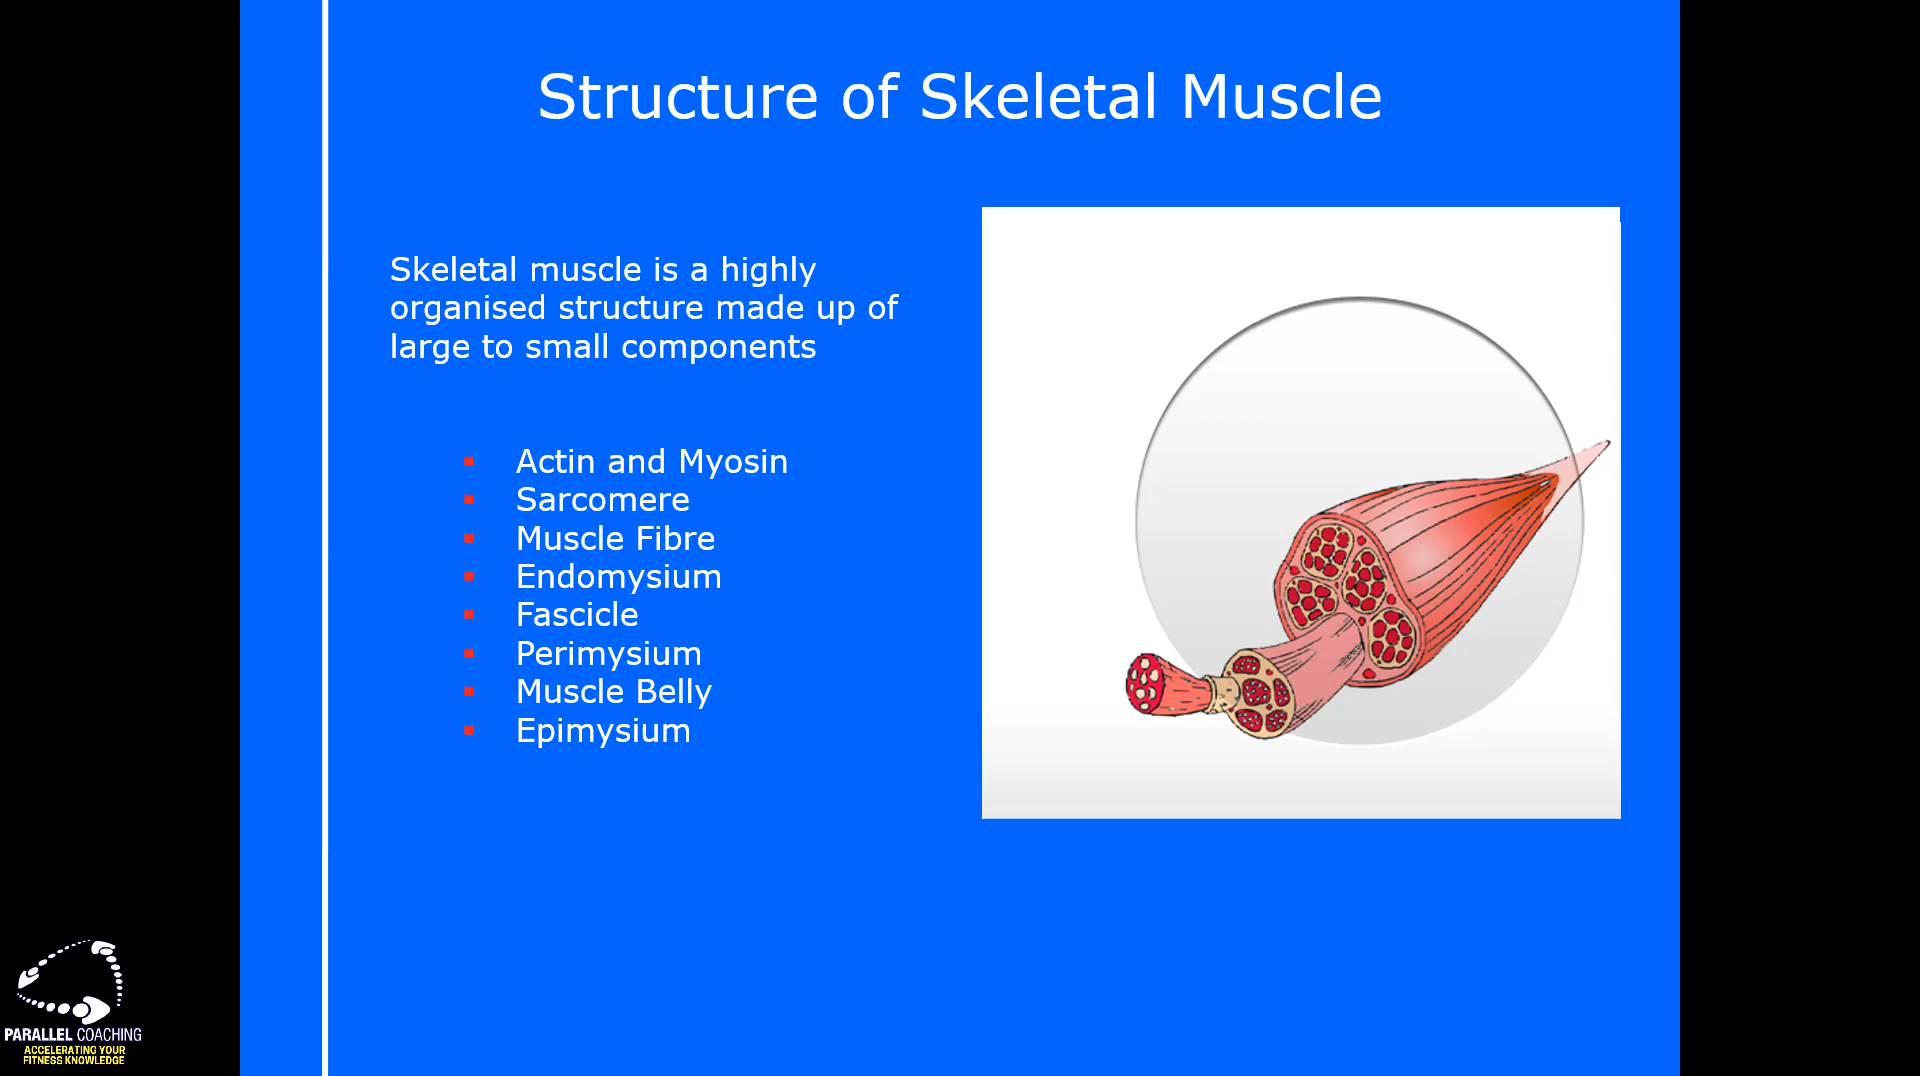 Structure of Skeletal Muscle
Skeletal muscle is a highly
organised structure made up of
large to small components
Actin and Myosin
Sarcomere
Muscle Fibre
Endomysium
Fascicle
Perimysium
Muscle Belly
Epimysium
PARALLEL COACHING
ACCELERATING YOUR
FITNESS KNOWLEDGE